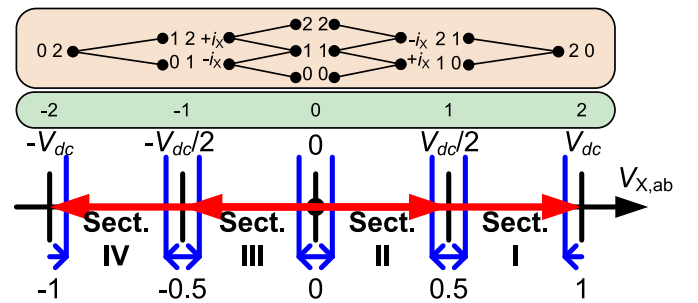 2 2
1 2 +iX -iX 2 1
0 2 1 1 2 0
0 1 -iX +iX 1 0
0 0
-2 -1 0 1 2
-Vdc -Vdc/2 0 Vdc/2 Vdc
VX,ab
Sect. Sect. Sect. Sect.
IV III II I
-1 -0.5 0 0.5 1